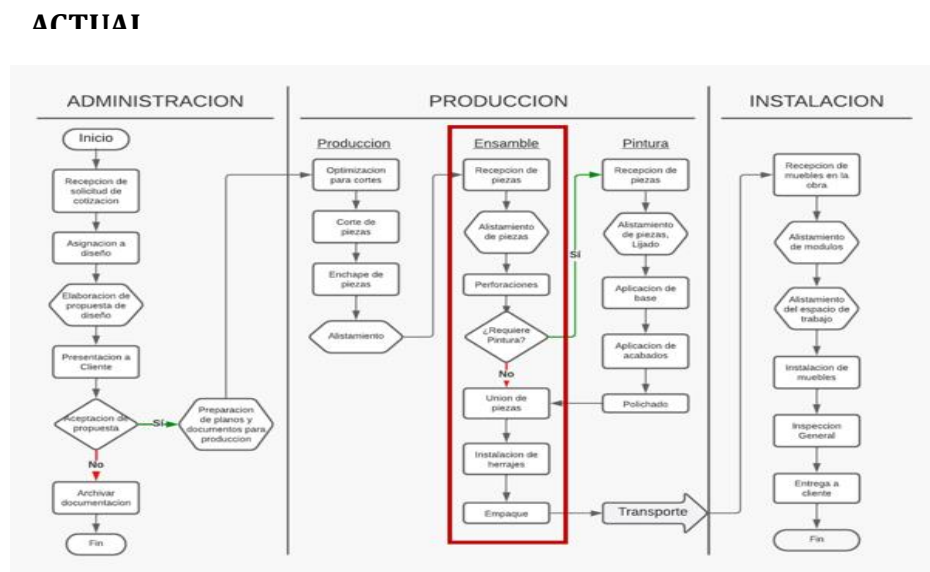 ACTUAL
ADMINISTRACION
Inicio
Recepcion de
solicitud de
cotizacion
Asignacion a
diseño
Elaboracion de
propuesta de
diseño
Presentacion a
Cliente
Aceptacion de
propuesta
Sí
No
Preparacion
de planos y
documentos para
produccion
Archivar
documentacion
Fin
PRODUCCION
Produccion
Optimizacion
para cortes
Corte de
piezas
Enchape de
piezas
Alistamiento
Ensamble
Recepcion de
piezas
Alistamiento
de piezas
Perforaciones
¿Requiere
Pintura?
Sí
No
Union de
piezas
Instalacion de
herrajes
Empaque
Pintura
Recepcion de
piezas
Alistamiento
de piezas,
Lijado
Aplicacion de
base
Aplicacion de
acabados
Polichado
Transporte
INSTALACION
Recepcion de
muebles en la
obra
Alistamiento
de modulos
Alistamiento
del espacio de
trabajo
Instalacion de
muebles
Inspeccion
General
Entrega a
cliente
Fin